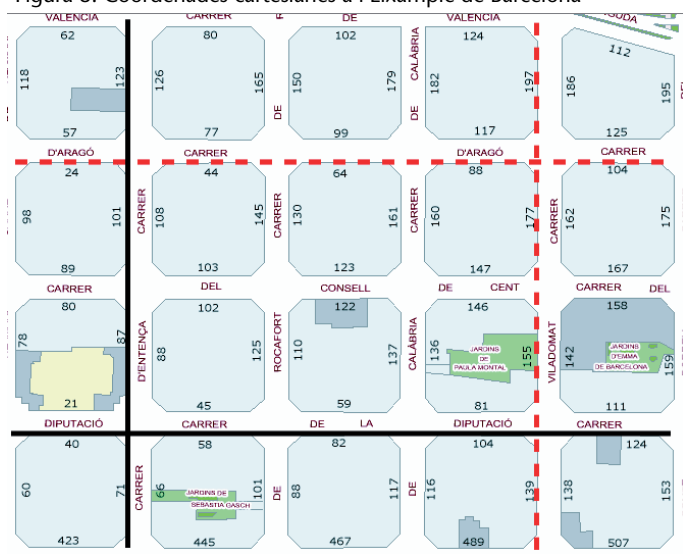 Figura 6. Coordenades cartesianes a l'Eixample de Barcelona
VALÈNCIA CARRER DE VALÈNCIA
62 80 102 124 112
118 123 126 165 150 179 182 197 186 195
DE CALÀBRIA
DE
57 77 99 117 125
D'ARAGÓ CARRER D'ARAGÓ CARRER
24 44 64 88 104
98 101 108 145 130 161 160 177 162 175
CARRER CARRER CARRER CARRER
89 103 123 147 167
CARRER DEL CONSELL DE CENT CARRER DEL
80 102 122 146 158
78 87 88 125 110 137 136 155 142 159
D'ENTENÇA ROCAFORT CALÀBRIA VILADOMAT
JARDINS
DE
PAULA MONTAL
JARDINS
D'EMMA
DE BARCELONA
21 45 59 81 111
DIPUTACIÓ CARRER DE LA DIPUTACIÓ CARRER
40 58 82 104 124
60 71 66 101 88 117 116 139 138 153
CARRER DE DE
JARDINS DE
SEBASTIÀ GASCH
423 445 467 489 507